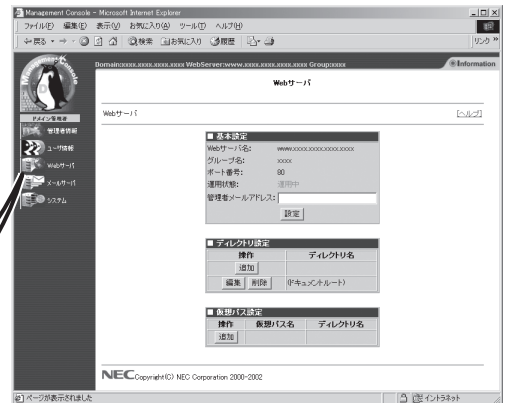 Management Console - Microsoft Internet Explorer
ファイル(F) 編集(E) 表示(V) お気に入り(A) ツール(T) ヘルプ(H)
戻る 検索 お気に入り 履歴 リンク »
Management Console
Domain:xxxx.xxxx.xxxx.xxxx WebServer:www.xxxx.xxxx.xxxx.xxxx Group:xxxx
Information
Webサーバ
Webサーバ [ヘルプ]
ドメイン管理者
管理者情報
ユーザ情報
Webサーバ
メールサーバ
システム
■ 基本設定
Webサーバ名: www.xxxx.xxxx.xxxx.xxxx
グループ名: xxxx
ポート番号: 80
運用状態: 運用中
管理者メールアドレス:
設定
■ ディレクトリ設定
操作 ディレクトリ名
追加
編集 削除 (ドキュメントルート)
■ 仮想パス設定
操作 仮想パス名 ディレクトリ名
追加
NEC Copyright(C) NEC Corporation 2000-2002
ページが表示されました イントラネット